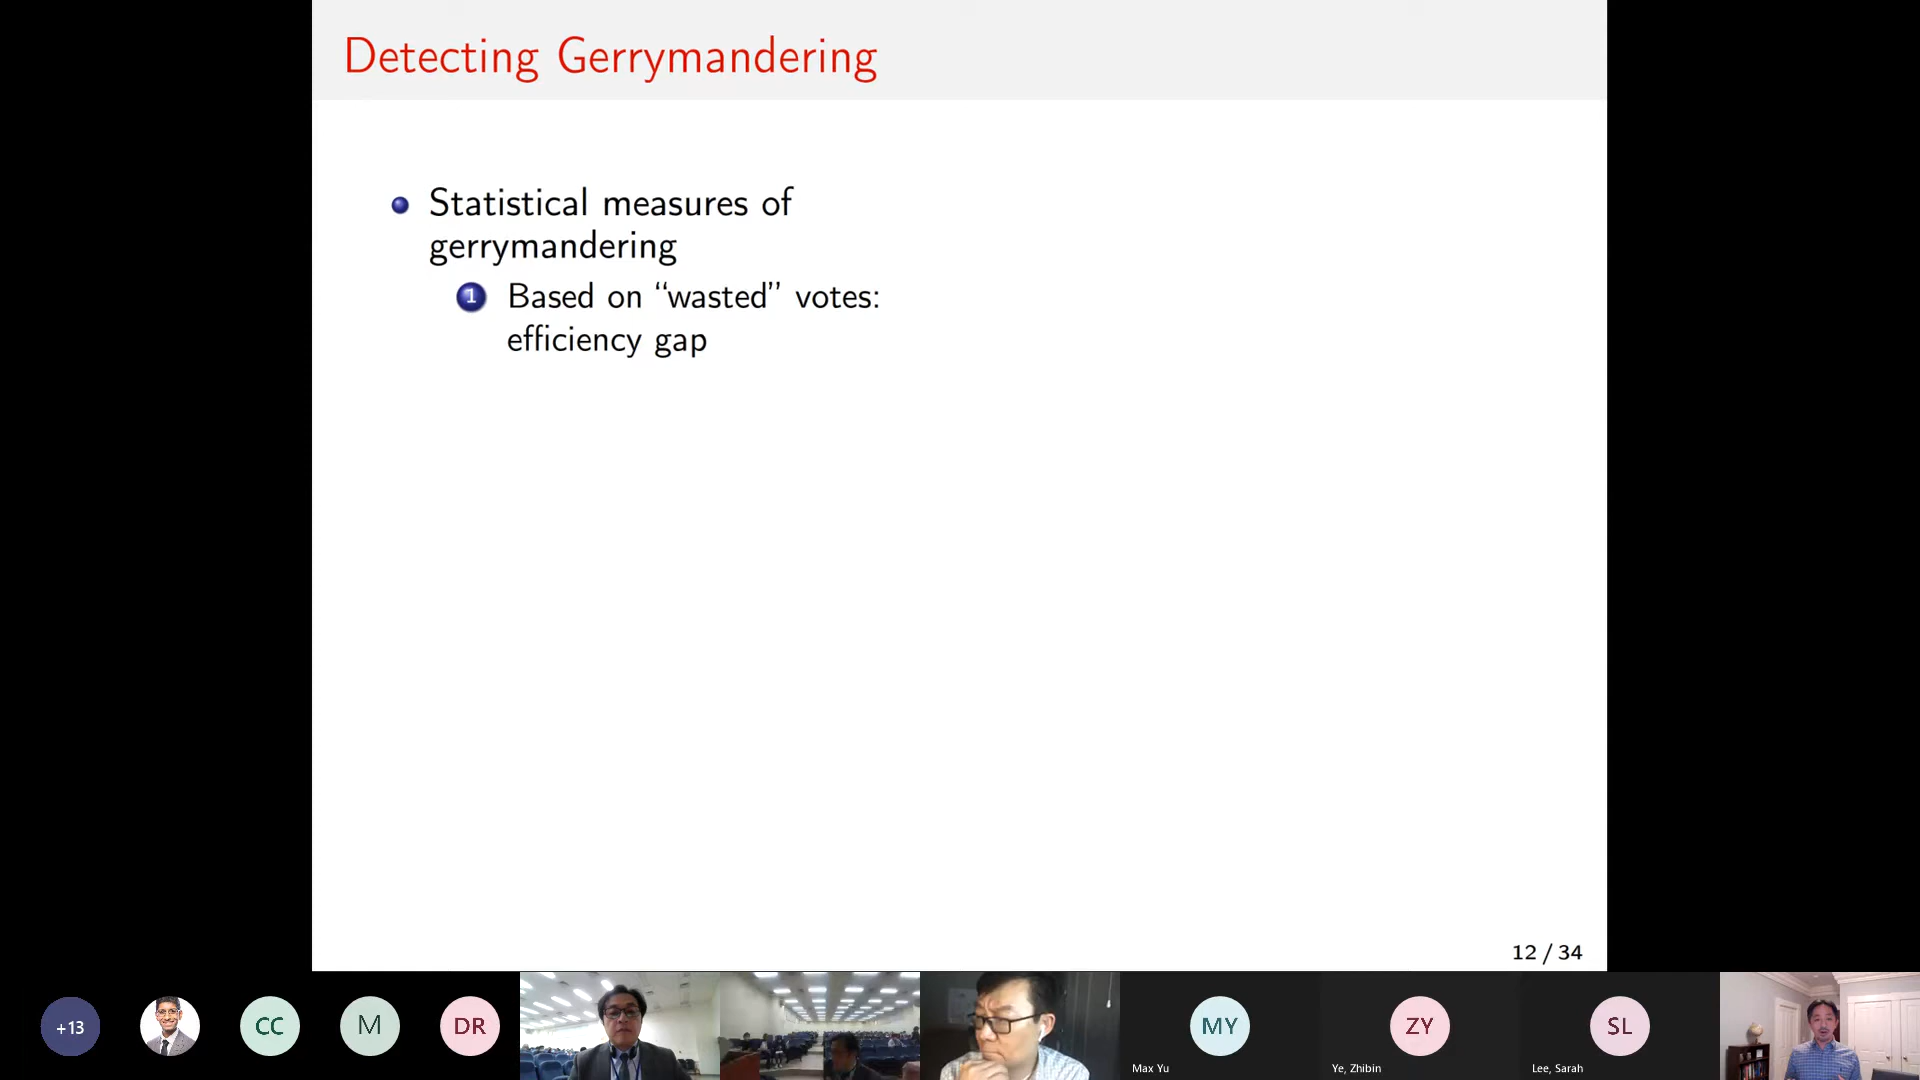 Detecting Gerrymandering
Statistical measures of
gerrymandering
1 Based on “wasted” votes:
efficiency gap
12 / 34
+13
CC
M
DR
MY
ZY
SL
Max Yu
Ye, Zhibin
Lee, Sarah